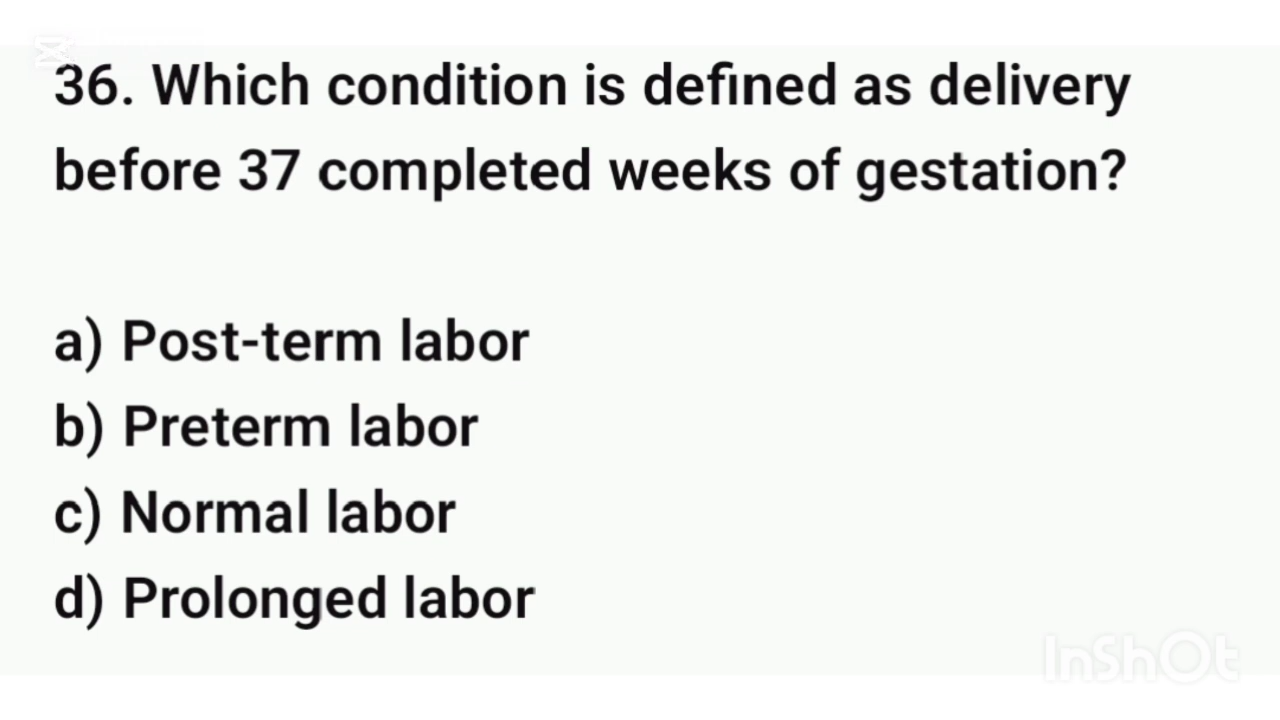 36. Which condition is defined as delivery
before 37 completed weeks of gestation?
a) Post-term labor
b) Preterm labor
c) Normal labor
d) Prolonged labor
InShOt